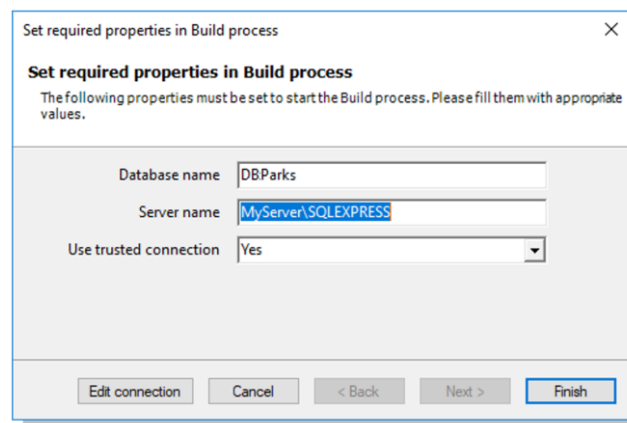 Set required properties in Build process
Set required properties in Build process
The following properties must be set to start the Build process. Please fill them with appropriate
values.
Database name DBParks
Server name MyServer\SQLEXPRESS
Use trusted connection Yes
Edit connection Cancel < Back Next > Finish